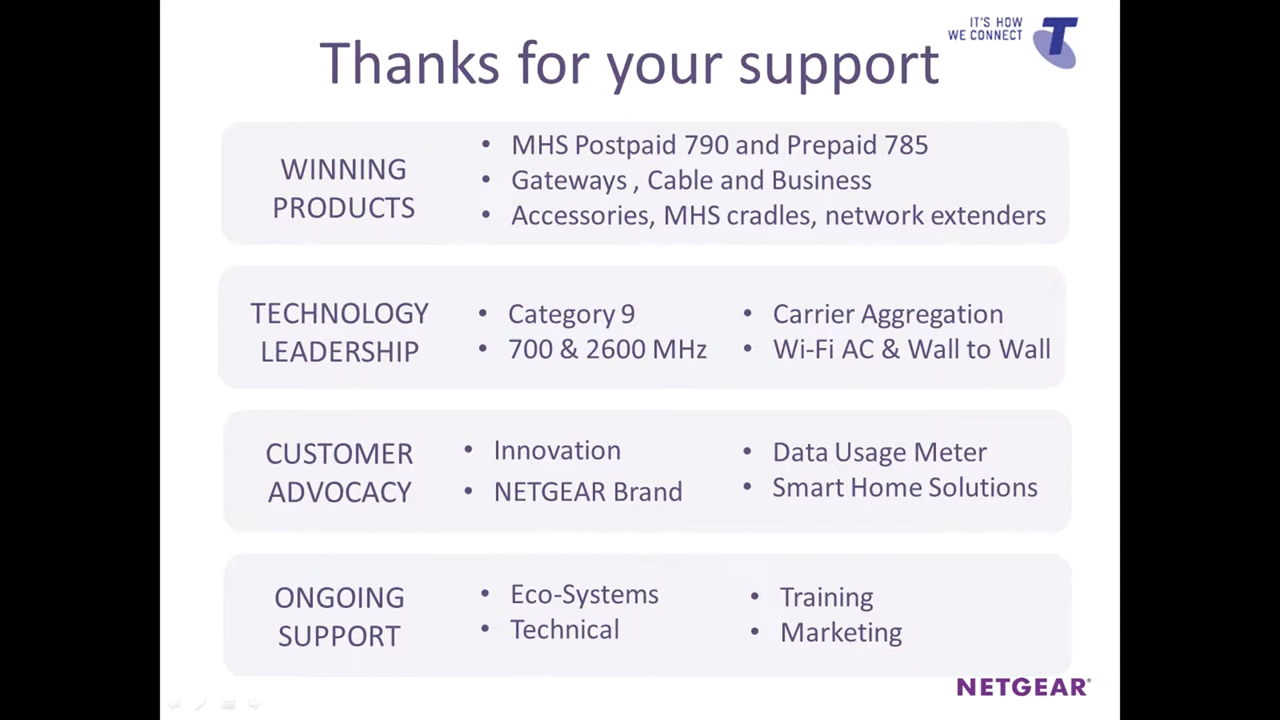 IT'S HOW
WE CONNECT
T
Thanks for your support
WINNING
PRODUCTS
• MHS Postpaid 790 and Prepaid 785
• Gateways , Cable and Business
• Accessories, MHS cradles, network extenders
TECHNOLOGY
LEADERSHIP
• Category 9
• 700 & 2600 MHz
• Carrier Aggregation
• Wi-Fi AC & Wall to Wall
CUSTOMER
ADVOCACY
• Innovation
• NETGEAR Brand
• Data Usage Meter
• Smart Home Solutions
ONGOING
SUPPORT
• Eco-Systems
• Technical
• Training
• Marketing
NETGEAR®